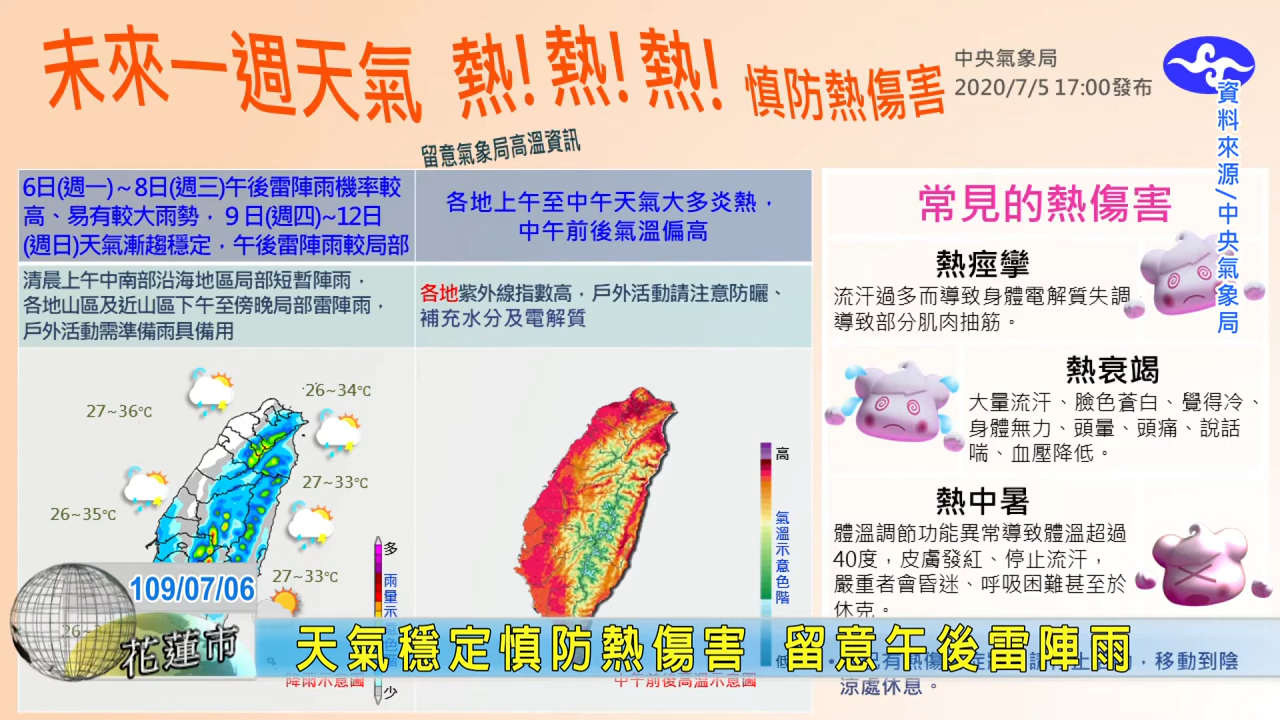 未來一週天氣 熱!熱!熱! 慎防熱傷害
中央氣象局
2020/7/5 17:00發布
資料來源/中央氣象局
留意氣象局高溫資訊
6日(週一)~8日(週三)午後雷陣雨機率較
高、易有較大雨勢，９日(週四)~12日
(週日)天氣漸趨穩定，午後雷陣雨較局部
各地上午至中午天氣大多炎熱，
中午前後氣溫偏高
清晨上午中南部沿海地區局部短暫陣雨，
各地山區及近山區下午至傍晚局部雷陣雨，
戶外活動需準備雨具備用
各地紫外線指數高，戶外活動請注意防曬、
補充水分及電解質
26~34℃
27~36℃
27~33℃
26~35℃
27~33℃
多
雨量示
少
降雨示意圖
高
氣溫示意色階
低
中午前後高溫示意圖
常見的熱傷害
熱痙攣
流汗過多而導致身體電解質失調
導致部分肌肉抽筋。
熱衰竭
大量流汗、臉色蒼白、覺得冷、
身體無力、頭暈、頭痛、說話
喘、血壓降低。
熱中暑
體溫調節功能異常導致體溫超過
40度，皮膚發紅、停止流汗，
嚴重者會昏迷、呼吸困難甚至於
休克。
，移動到陰
涼處休息。
109/07/06
花蓮市
天氣穩定慎防熱傷害 留意午後雷陣雨